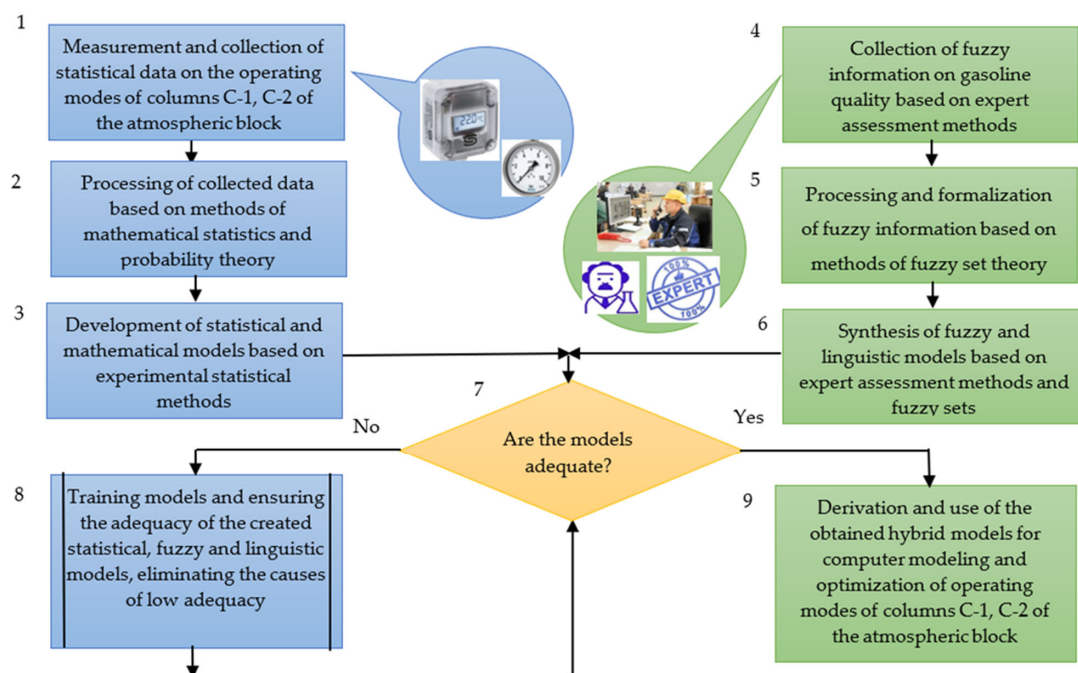 1
Measurement and collection of
statistical data on the operating
modes of columns C-1, C-2 of
the atmospheric block
2
Processing of collected data
based on methods of
mathematical statistics and
probability theory
3
Development of statistical and
mathematical models based on
experimental statistical
methods
4
Collection of fuzzy
information on gasoline
quality based on expert
assessment methods
5
Processing and formalization
of fuzzy information based on
methods of fuzzy set theory
100%
EXPERT
100%
6
Synthesis of fuzzy and
linguistic models based on
expert assessment methods and
fuzzy sets
7
Are the models
adequate?
No
Yes
8
Training models and ensuring
the adequacy of the created
statistical, fuzzy and linguistic
models, eliminating the causes
of low adequacy
9
Derivation and use of the
obtained hybrid models for
computer modeling and
optimization of operating
modes of columns C-1, C-2 of
the atmospheric block